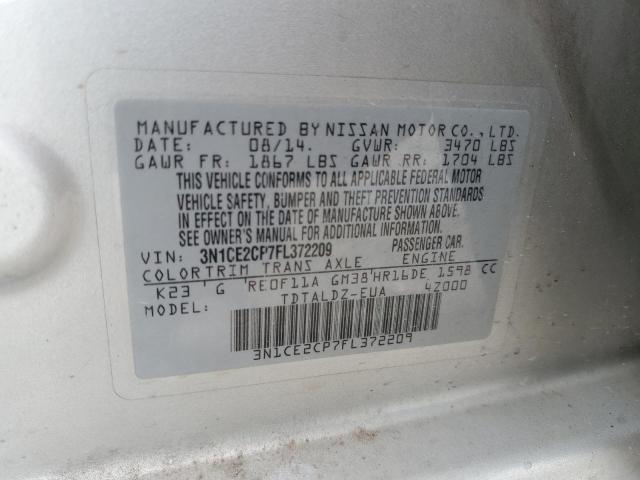 MANUFACTURED BY NISSAN MOTOR CO., LTD.
DATE: 08/14. GVWR: 3470 LBS
GAWR FR: 1867 LBS GAWR RR: 1704 LBS
THIS VEHICLE CONFORMS TO ALL APPLICABLE FEDERAL MOTOR
VEHICLE SAFETY, BUMPER, AND THEFT PREVENTION STANDARDS
IN EFFECT ON THE DATE OF MANUFACTURE SHOWN ABOVE.
SEE OWNER'S MANUAL FOR ADDITIONAL INFORMATION.
VIN: 3N1CE2CP7FL372209 PASSENGER CAR.
COLOR TRIM TRANS AXLE ENGINE
K23 G RE0F11A GM38 HR16DE 1598 CC
MODEL: TDTALDZ-EUA 42000
3N1CE2CP7FL372209